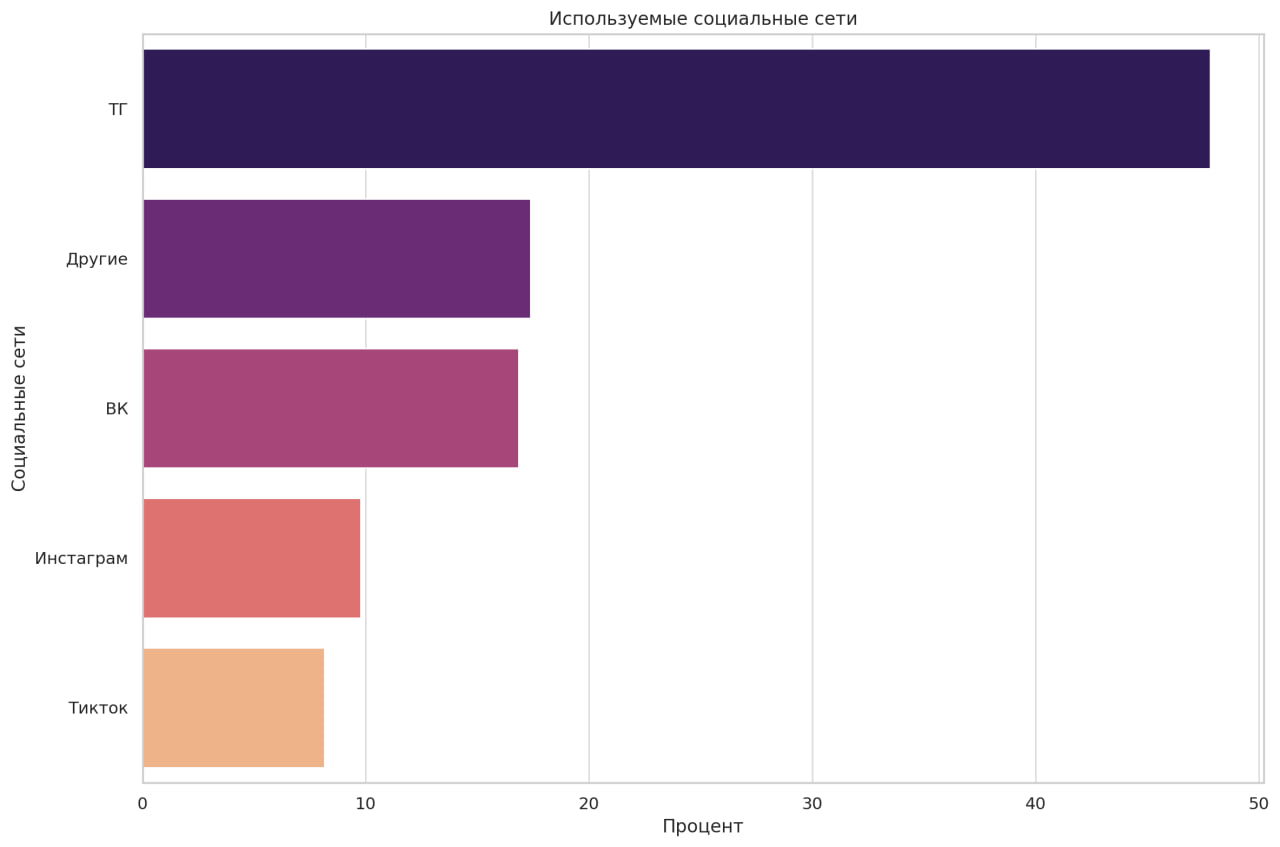 Используемые социальные сети
ТГ
Другие
ВК
Инстаграм
Тикток
Социальные сети
0 10 20 30 40 50
Процент